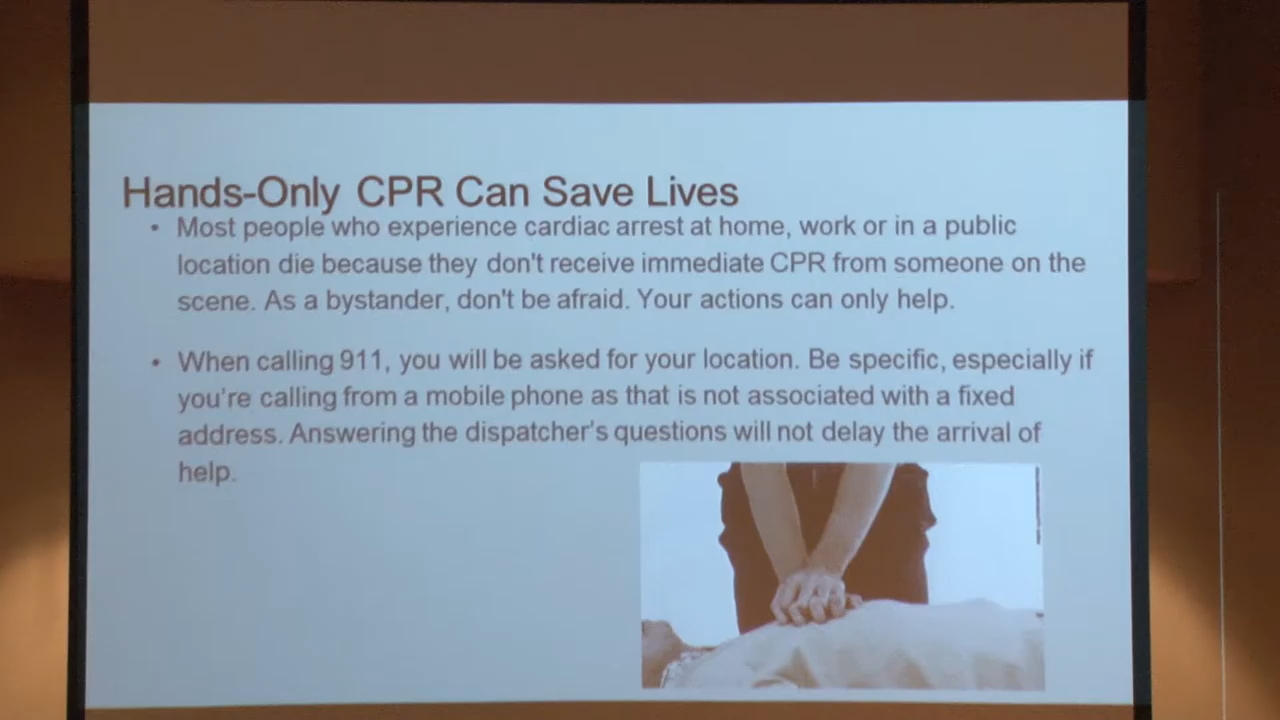 Hands-Only CPR Can Save Lives
• Most people who experience cardiac arrest at home, work or in a public
location die because they don't receive immediate CPR from someone on the
scene. As a bystander, don't be afraid. Your actions can only help.
• When calling 911, you will be asked for your location. Be specific, especially if
you're calling from a mobile phone as that is not associated with a fixed
address. Answering the dispatcher's questions will not delay the arrival of
help.